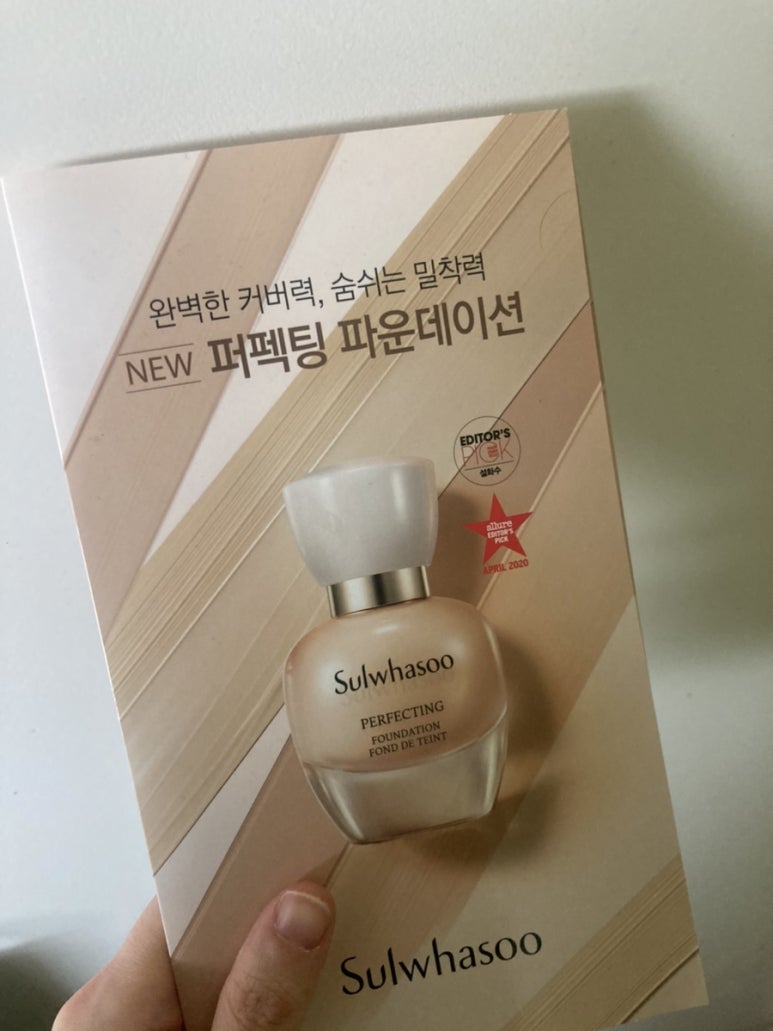 완벽한 커버력, 숨쉬는 밀착력
NEW 퍼펙팅 파운데이션
EDITOR'S
PICK
설화수
allure
EDITOR'S
PICK
APRIL 2020
Sulwhasoo
PERFECTING
FOUNDATION
FOND DE TEINT
Sulwhasoo